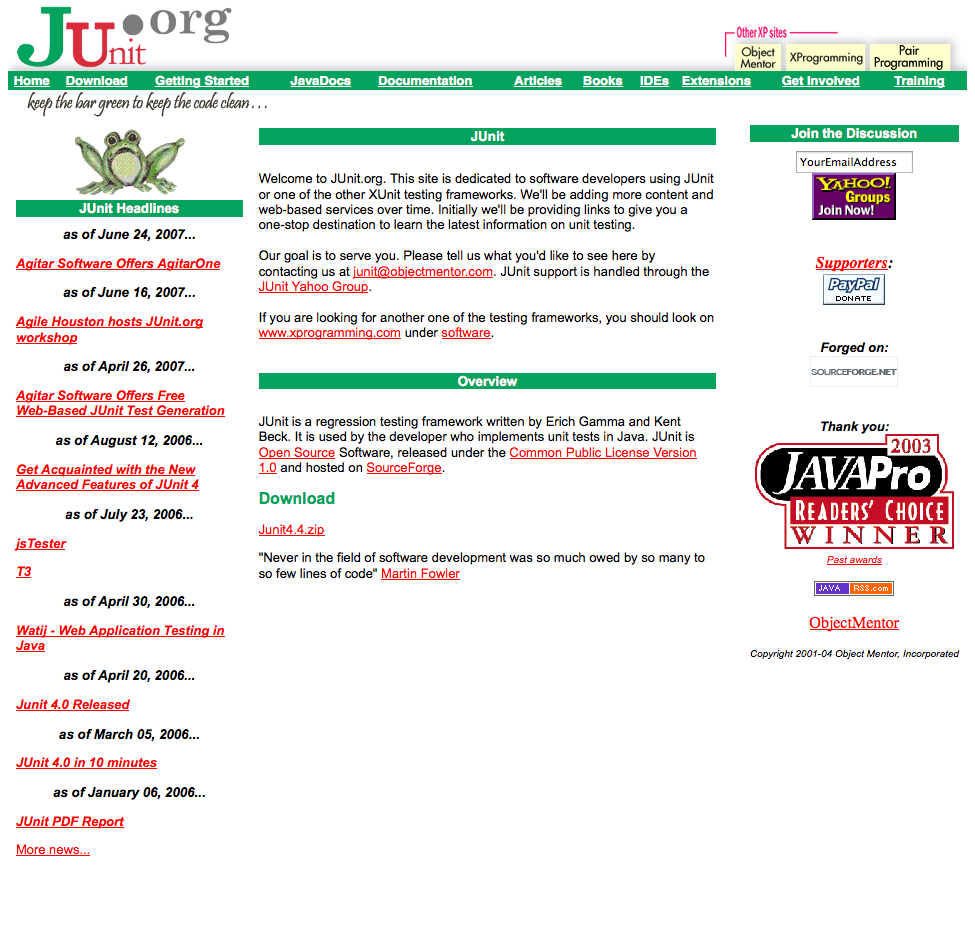 JUnit.org
Other XP sites
Object
Mentor
XProgramming
Pair
Programming
Home Download Getting Started JavaDocs Documentation Articles Books IDEs Extensions Get Involved Training
keep the bar green to keep the code clean . . .
JUnit Headlines
as of June 24, 2007...
Agitar Software Offers AgitarOne
as of June 16, 2007...
Agile Houston hosts JUnit.org
workshop
as of April 26, 2007...
Agitar Software Offers Free
Web-Based JUnit Test Generation
as of August 12, 2006...
Get Acquainted with the New
Advanced Features of JUnit 4
as of July 23, 2006...
jsTester
T3
as of April 30, 2006...
Watij - Web Application Testing in
Java
as of April 20, 2006...
Junit 4.0 Released
as of March 05, 2006...
JUnit 4.0 in 10 minutes
as of January 06, 2006...
JUnit PDF Report
More news...
JUnit
Welcome to JUnit.org. This site is dedicated to software developers using JUnit
or one of the other XUnit testing frameworks. We'll be adding more content and
web-based services over time. Initially we'll be providing links to give you a
one-stop destination to learn the latest information on unit testing.
Our goal is to serve you. Please tell us what you'd like to see here by
contacting us at junit@objectmentor.com. JUnit support is handled through the
JUnit Yahoo Group.
If you are looking for another one of the testing frameworks, you should look on
www.xprogramming.com under software.
Overview
JUnit is a regression testing framework written by Erich Gamma and Kent
Beck. It is used by the developer who implements unit tests in Java. JUnit is
Open Source Software, released under the Common Public License Version
1.0 and hosted on SourceForge.
Download
Junit4.4.zip
"Never in the field of software development was so much owed by so many to
so few lines of code" Martin Fowler
Join the Discussion
YourEmailAddress
YAHOO!
Groups
Join Now!
Supporters:
PayPal
DONATE
Forged on:
SOURCEFORGE.NET
Thank you:
2003
JAVAPro
READERS' CHOICE
WINNER
Past awards
JAVA RSS.com
ObjectMentor
Copyright 2001-04 Object Mentor, Incorporated